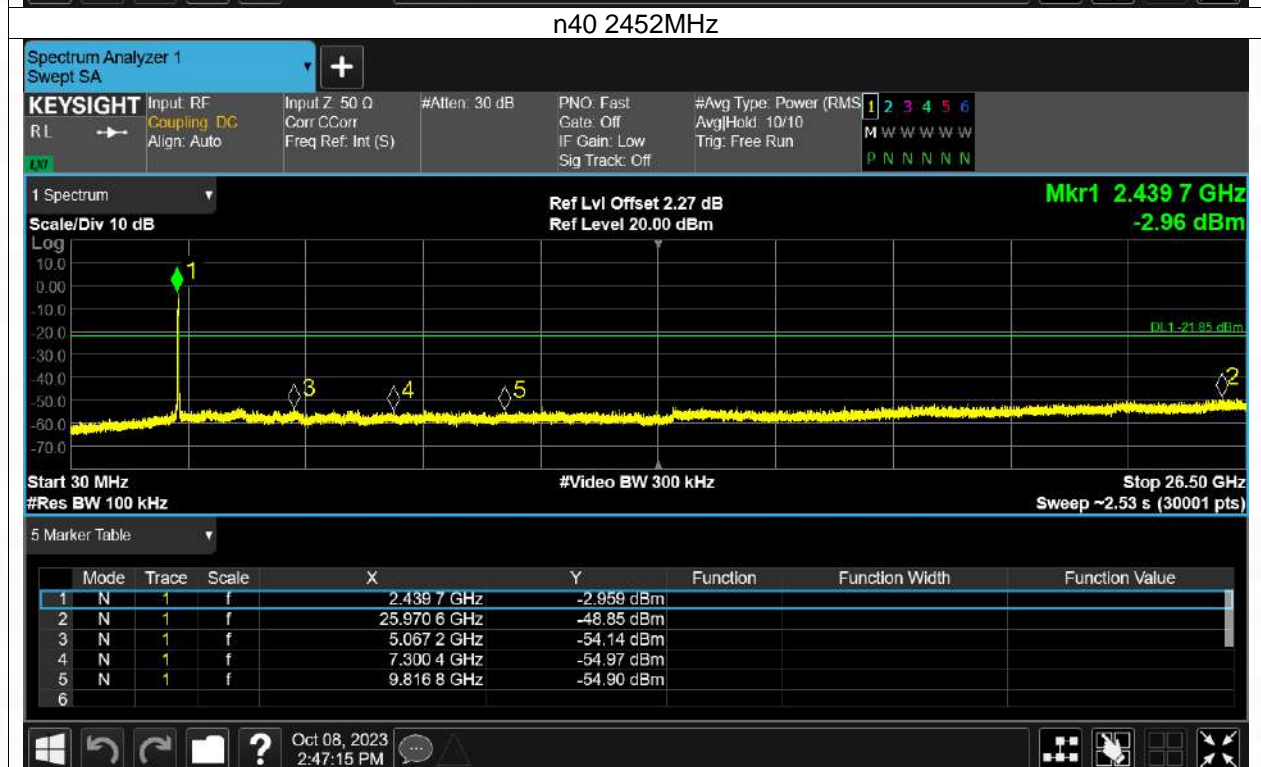 n40 2452MHz
Spectrum Analyzer 1
Swept SA
+
KEYSIGHT
RL
LXI
Input: RF
Coupling: DC
Align: Auto
Input Z: 50 Ω
Corr CCorr
Freq Ref: Int (S)
#Atten: 30 dB
PNO: Fast
Gate: Off
IF Gain: Low
Sig Track: Off
#Avg Type: Power (RMS
Avg|Hold: 10/10
Trig: Free Run
1 2 3 4 5 6
M W W W W W
P N N N N N
1 Spectrum
Scale/Div 10 dB
Ref Lvl Offset 2.27 dB
Ref Level 20.00 dBm
Mkr1 2.439 7 GHz
-2.96 dBm
Log
10.0
0.00
-10.0
-20.0
-30.0
-40.0
-50.0
-60.0
-70.0
1
DL1 -21.85 dBm
3
4
5
2
Start 30 MHz
#Res BW 100 kHz
#Video BW 300 kHz
Stop 26.50 GHz
Sweep ~2.53 s (30001 pts)
5 Marker Table
Mode Trace Scale X Y Function Function Width Function Value
1 N 1 f 2.439 7 GHz -2.959 dBm
2 N 1 f 25.970 6 GHz -48.85 dBm
3 N 1 f 5.067 2 GHz -54.14 dBm
4 N 1 f 7.300 4 GHz -54.97 dBm
5 N 1 f 9.816 8 GHz -54.90 dBm
6
?
Oct 08, 2023
2:47:15 PM